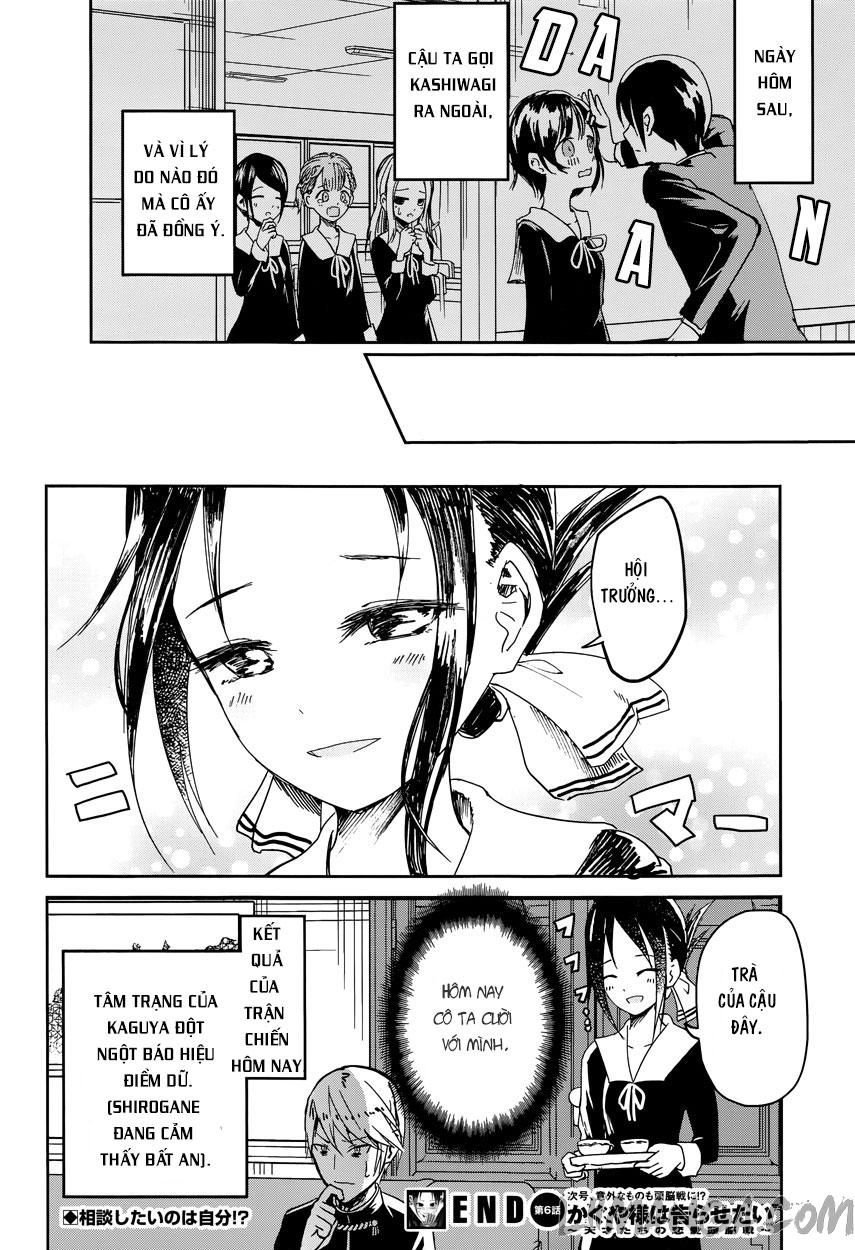 NGÀY
HÔM
SAU,
CẬU TA GỌI
KASHIWAGI
RA NGOÀI,
DA
AN
VÀ VÌ LÝ
DO NÀO ĐÓ
MÀ CÔ ẤY
ĐÃ ĐỒNG Ý.
HỘI
TRƯỞNG...
ニマー
TRÀ
CỦA CẬU
ĐÂY.
HÔM NAY
CÔ TA CƯỜI
VỚI MÌNH.
KẾT
QUẢ CỦA
TRẬN
CHIẾN
HÔM NAY
TÂM TRẠNG CỦA
KAGUYA ĐỘT
NGỘT BÁO HIỆU
ĐIỀM DỮ.
(SHIROGANE
ĐANG CẢM
THẤY BẤT AN).
◆相談したいのは自分!?
END
第6話
次号、意外なものも頭脳戦に!?
かぐや様は告らせたい